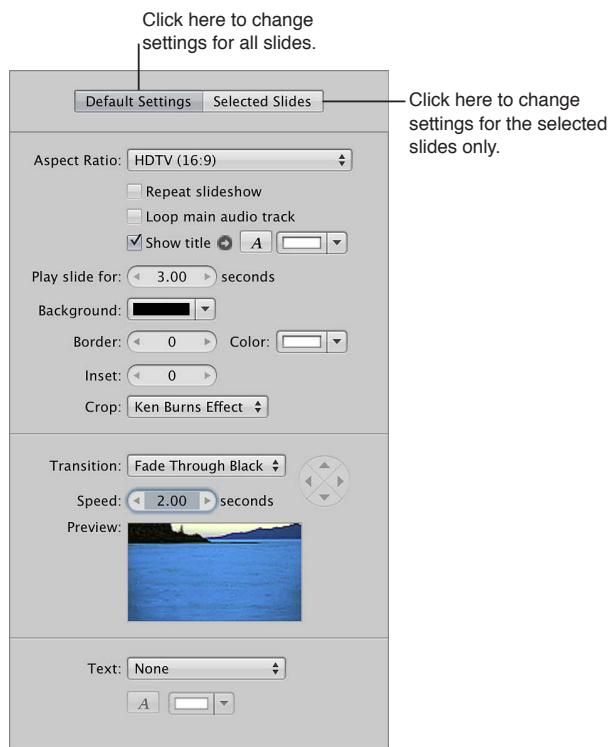 Click here to change
settings for all slides.
Default Settings Selected Slides
Click here to change
settings for the selected
slides only.
Aspect Ratio: HDTV (16:9)
Repeat slideshow
Loop main audio track
Show title A
Play slide for: 3.00 seconds
Background:
Border: 0 Color:
Inset: 0
Crop: Ken Burns Effect
Transition: Fade Through Black
Speed: 2.00 seconds
Preview:
Text: None
A